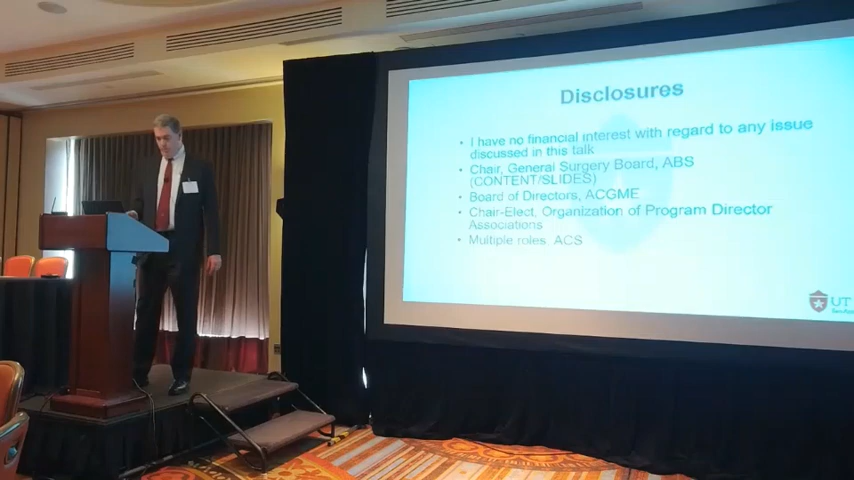 Disclosures
• I have no financial interest with regard to any issue
discussed in this talk
• Chair, General Surgery Board, ABS
(CONTENT/SLIDES)
• Board of Directors, ACGME
• Chair-Elect, Organization of Program Director
Associations
• Multiple roles, ACS
UT